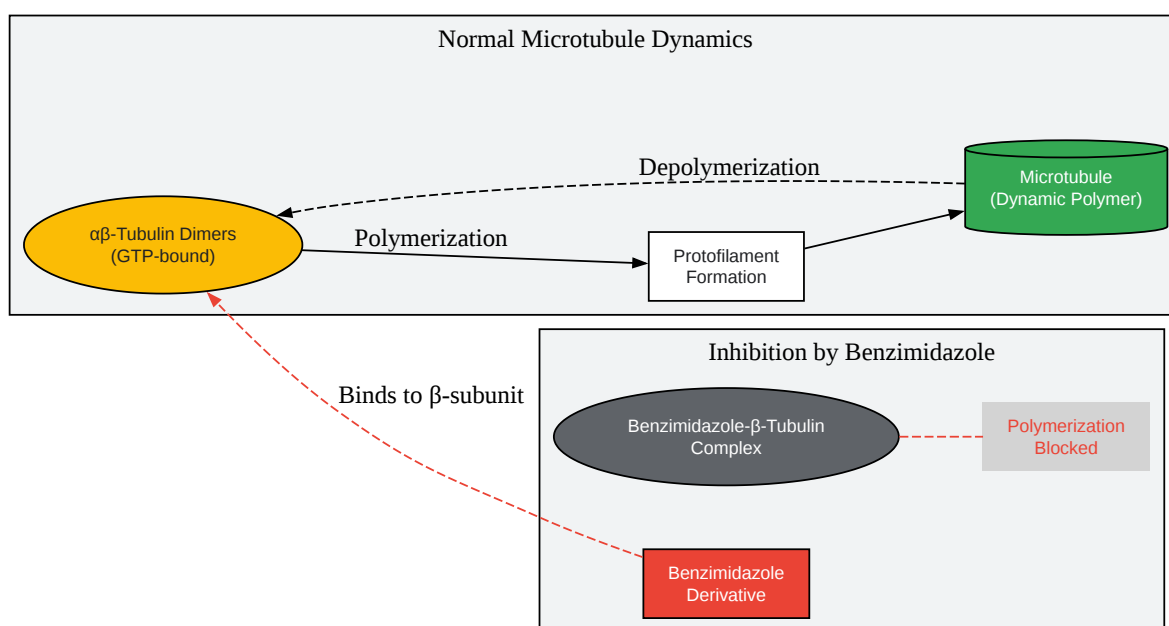 Normal Microtubule Dynamics
Depolymerization
Microtubule
(Dynamic Polymer)
αβ-Tubulin Dimers
(GTP-bound)
Polymerization
Protofilament
Formation
Inhibition by Benzimidazole
Binds to β-subunit
Benzimidazole-β-Tubulin
Complex
Polymerization
Blocked
Benzimidazole
Derivative